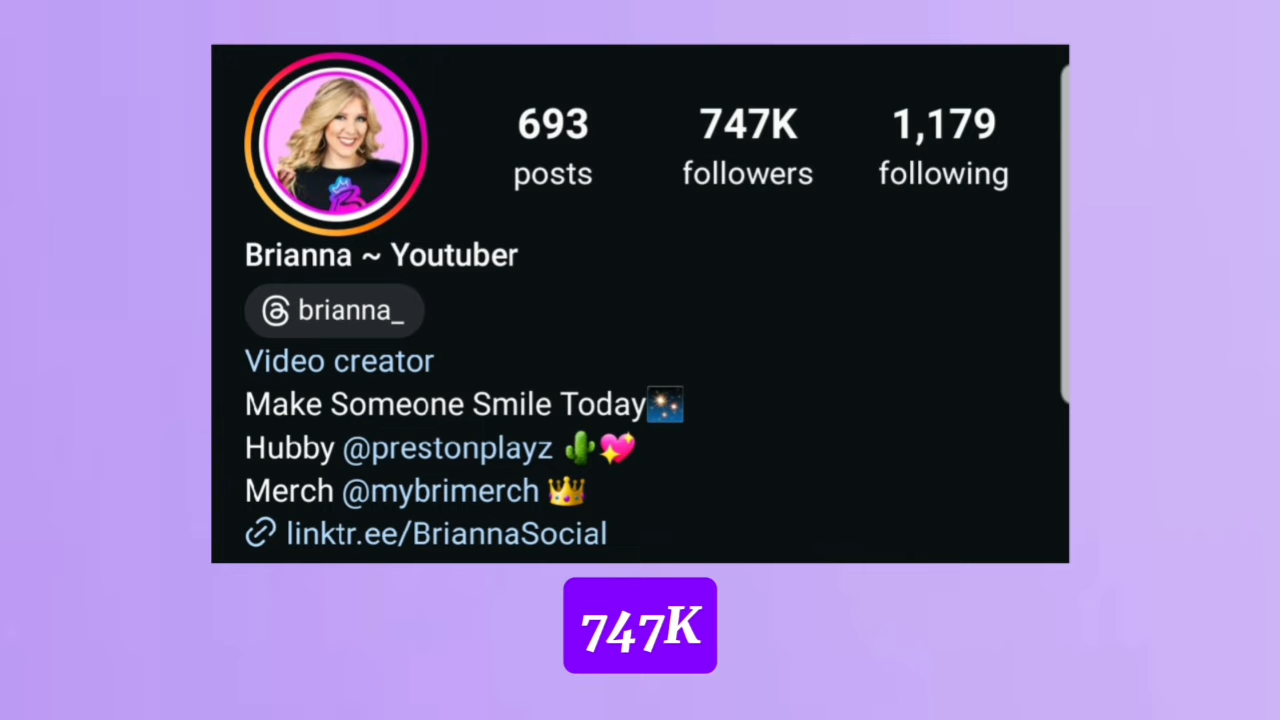 693 747K 1,179
posts followers following
Brianna ~ Youtuber
brianna_
Video creator
Make Someone Smile Today🎇
Hubby @prestonplayz 🌵💖
Merch @mybrimerch 👑
linktr.ee/BriannaSocial
747K